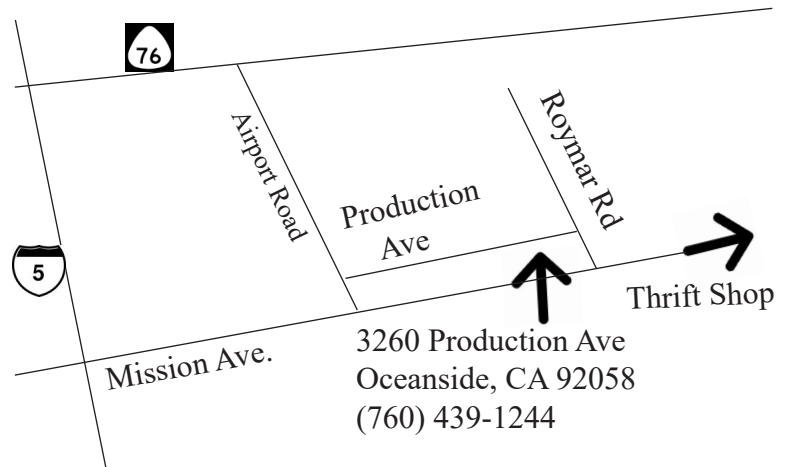 76
Airport Road
Roymar Rd
Production
Ave
5
Thrift Shop
Mission Ave.
3260 Production Ave
Oceanside, CA 92058
(760) 439-1244